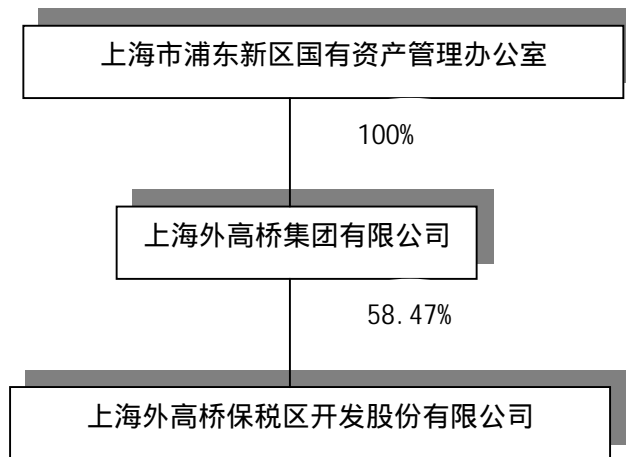 上海市浦东新区国有资产管理办公室
100%
上海外高桥集团有限公司
58.47%
上海外高桥保税区开发股份有限公司